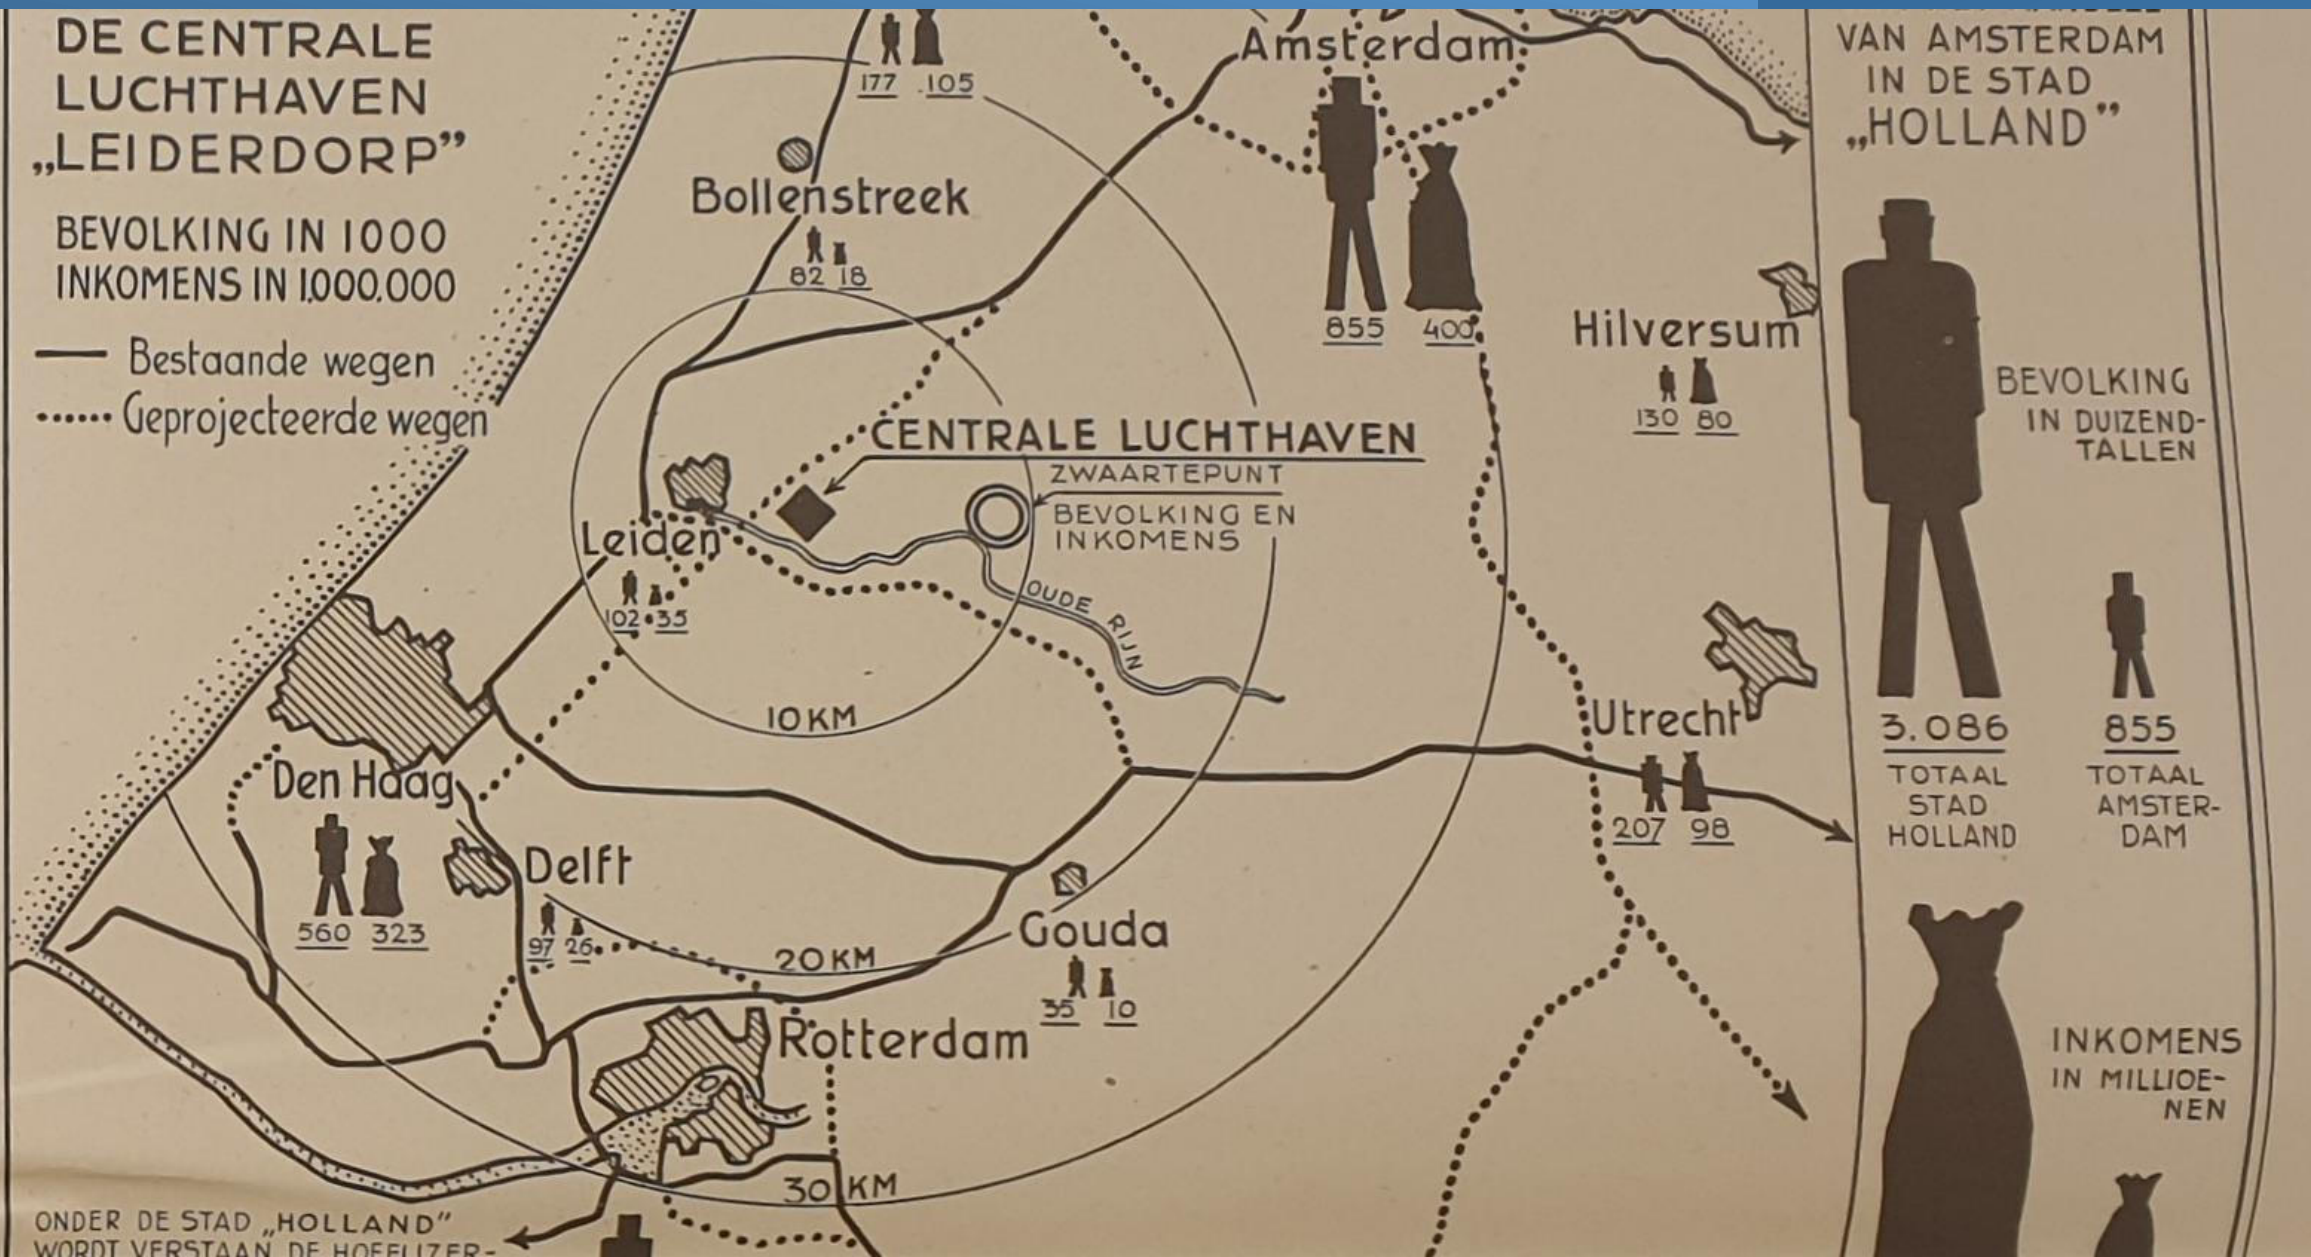 DE CENTRALE
LUCHTHAVEN
„LEIDERDORP”
BEVOLKING IN 1000
INKOMENS IN 1.000.000
Bestaande wegen
Geprojecteerde wegen
177 105
Amsterdam
855 400
Bollenstreek
82 18
Hilversum
130 80
CENTRALE LUCHTHAVEN
ZWAARTEPUNT
BEVOLKING EN
INKOMENS
Leiden
102 35
OUDE RIJN
10 KM
Utrecht
207 98
Den Haag
560 323
Delft
97 26
20 KM
Gouda
35 10
Rotterdam
30 KM
ONDER DE STAD „HOLLAND”
WORDT VERSTAAN DE HOEFIJZER-
VAN AMSTERDAM
IN DE STAD
„HOLLAND”
BEVOLKING
IN DUIZEND-
TALLEN
3.086
TOTAAL
STAD
HOLLAND
855
TOTAAL
AMSTER-
DAM
INKOMENS
IN MILLIOE-
NEN